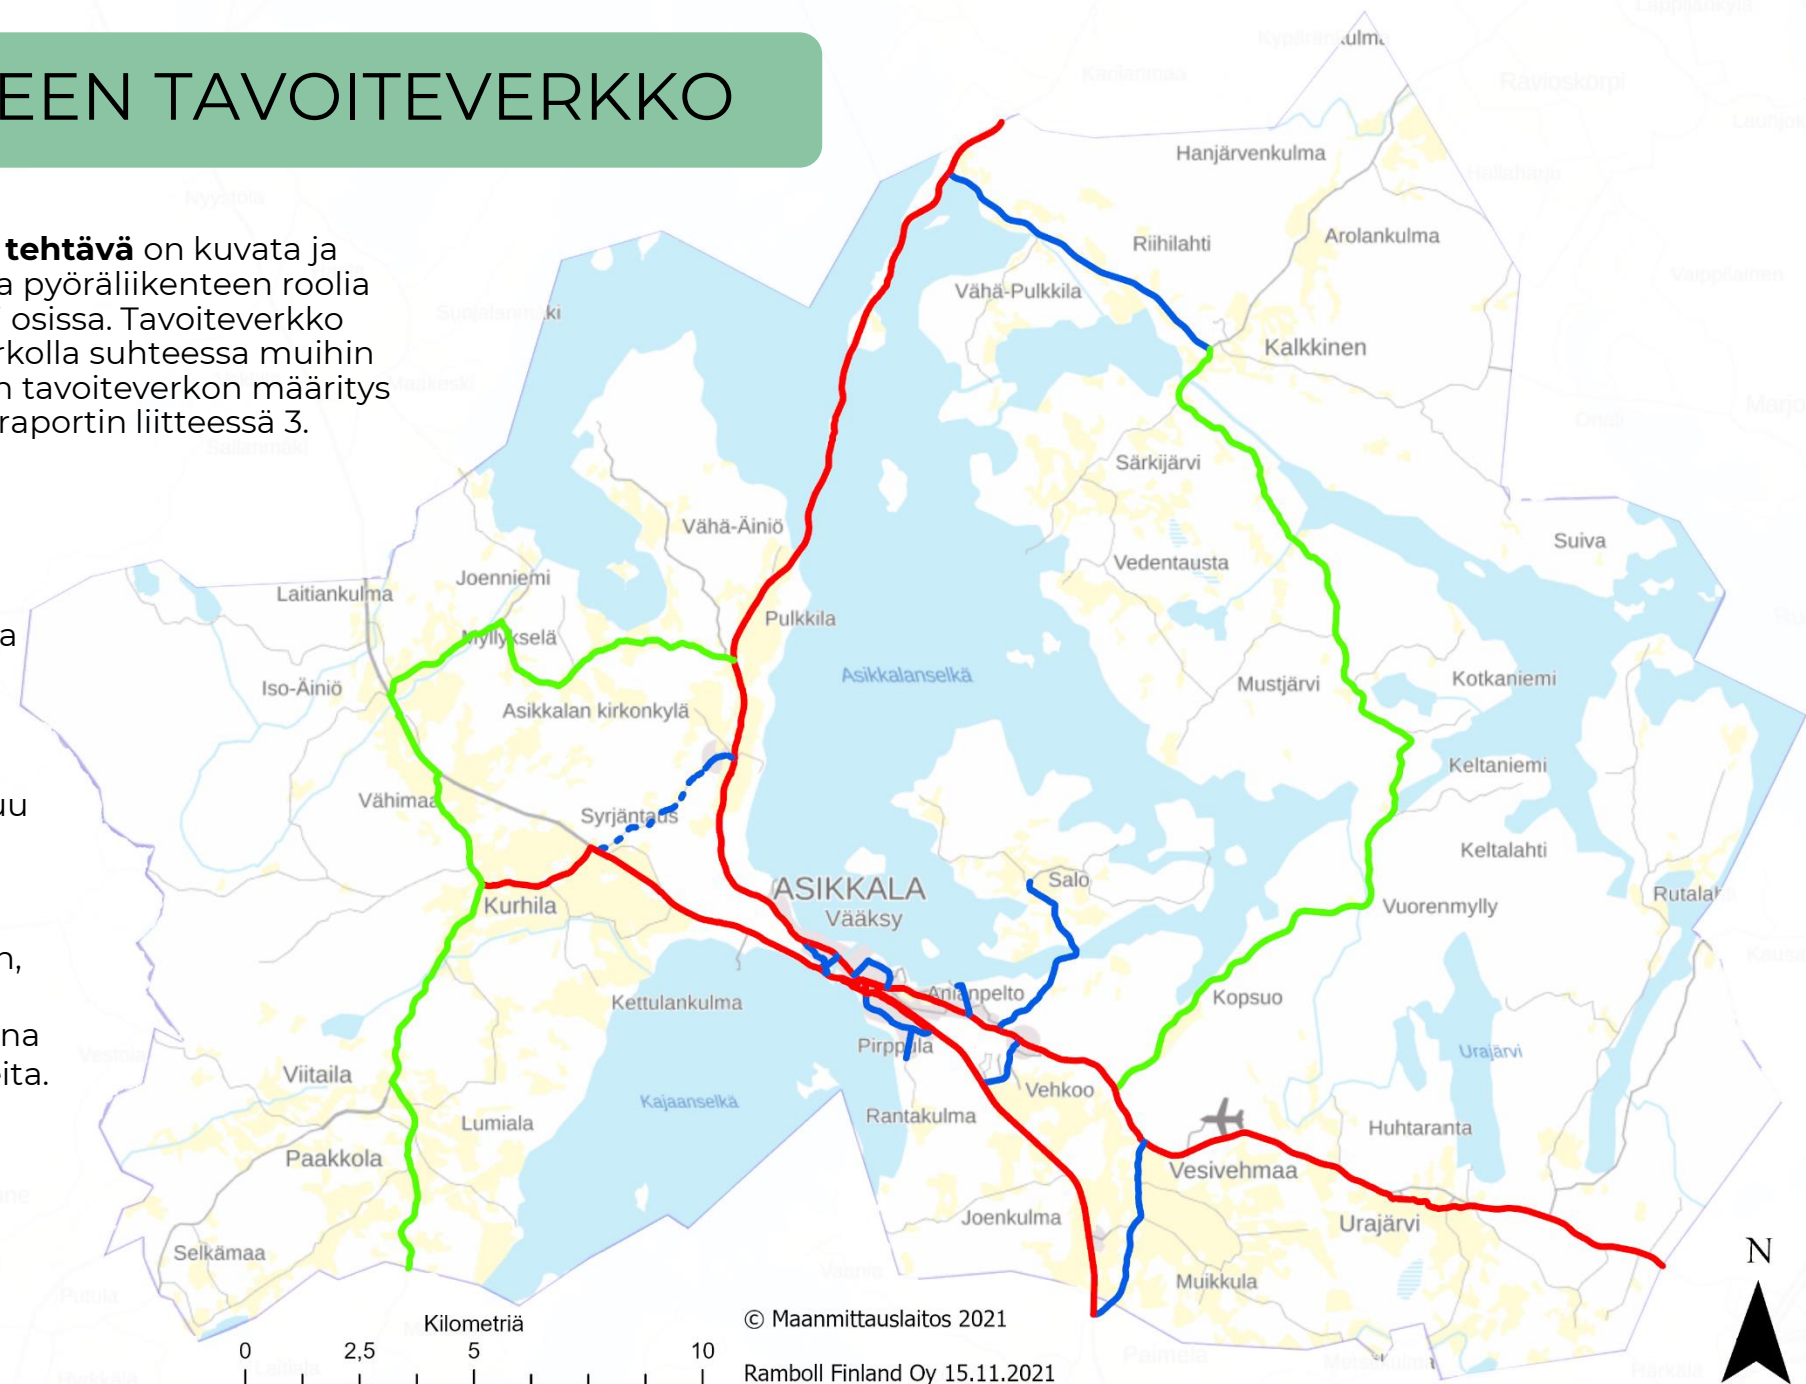 EEN TAVOITEVERKKO
tehtävä on kuvata ja
a pyöräliikenteen roolia
osissa. Tavoiteverkko
rkolla suhteessa muihin
n tavoiteverkon määritys
raportin liitteessä 3.
a
uu
n,
na
ita.
Ravioskorpi
Hanjärvenkulma
Riihilahti
Arolankulma
Vähä-Pulkkila
Kalkkinen
Särkijärvi
Vähä-Äiniö
Vedentausta
Suiva
Joenniemi
Laitiankulma
Pulkkila
Myllykselä
Asikkalanselkä
Mustjärvi
Kotkaniemi
Iso-Äiniö
Asikkalan kirkonkylä
Keltaniemi
Vähimaa
Syrjäntaus
Keltalahti
ASIKKALA
Vääksy
Salo
Kurhila
Vuorenmylly
Rutalah
Kettulankulma
Anianpelto
Kopsuo
Pirppula
Urajärvi
Viitaila
Kajaanselkä
Vehkoo
Lumiala
Rantakulma
Huhtaranta
Paakkola
Vesivehmaa
Joenkulma
Urajärvi
Selkämaa
Muikkula
N
Kilometriä
0 2,5 5 10
© Maanmittauslaitos 2021
Ramboll Finland Oy 15.11.2021